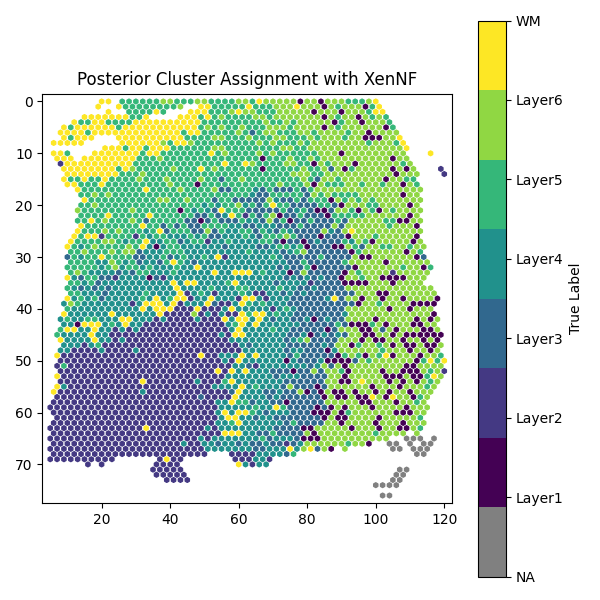 Posterior Cluster Assignment with XenNF
0
10
20
30
40
50
60
70
20
40
60
80
100
120
WM
Layer6
Layer5
Layer4
Layer3
Layer2
Layer1
NA
True Label